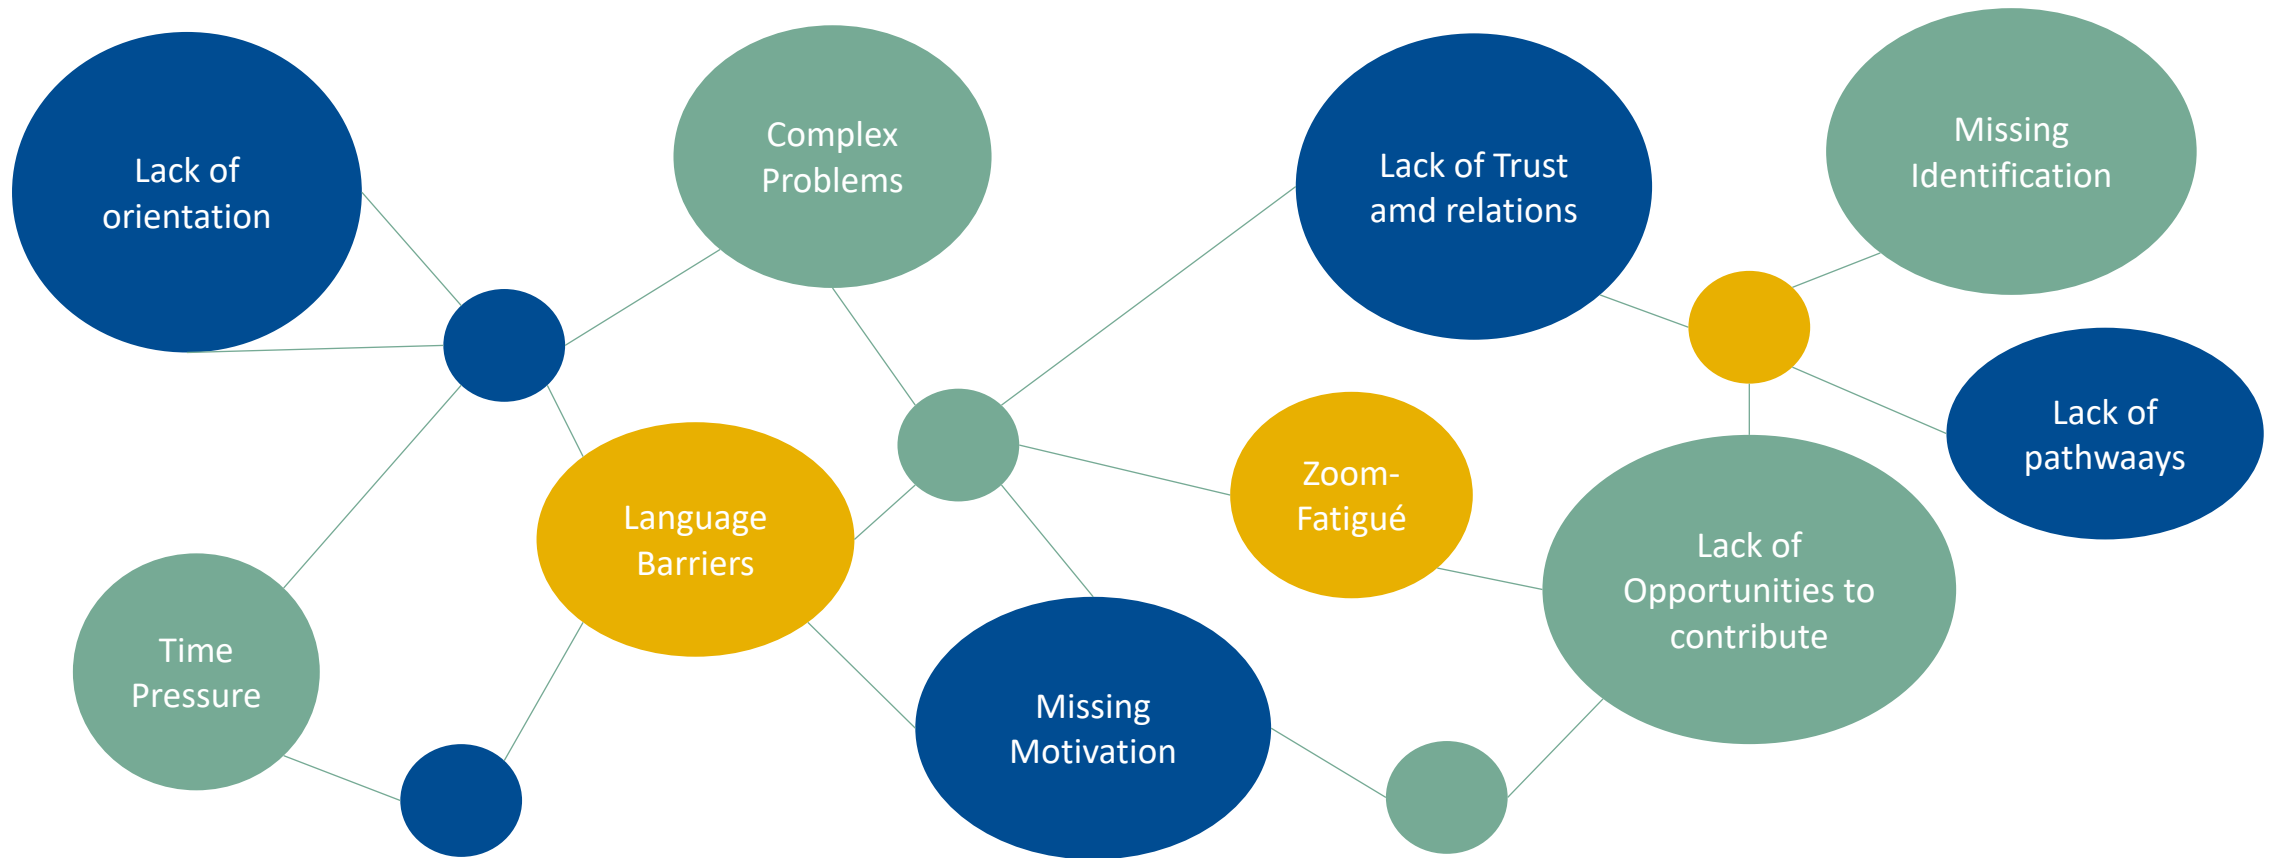 Lack of
orientation
Complex
Problems
Lack of Trust
amd relations
Missing
Identification
Lack of
pathwaays
Zoom-
Fatigué
Language
Barriers
Lack of
Opportunities to
contribute
Time
Pressure
Missing
Motivation